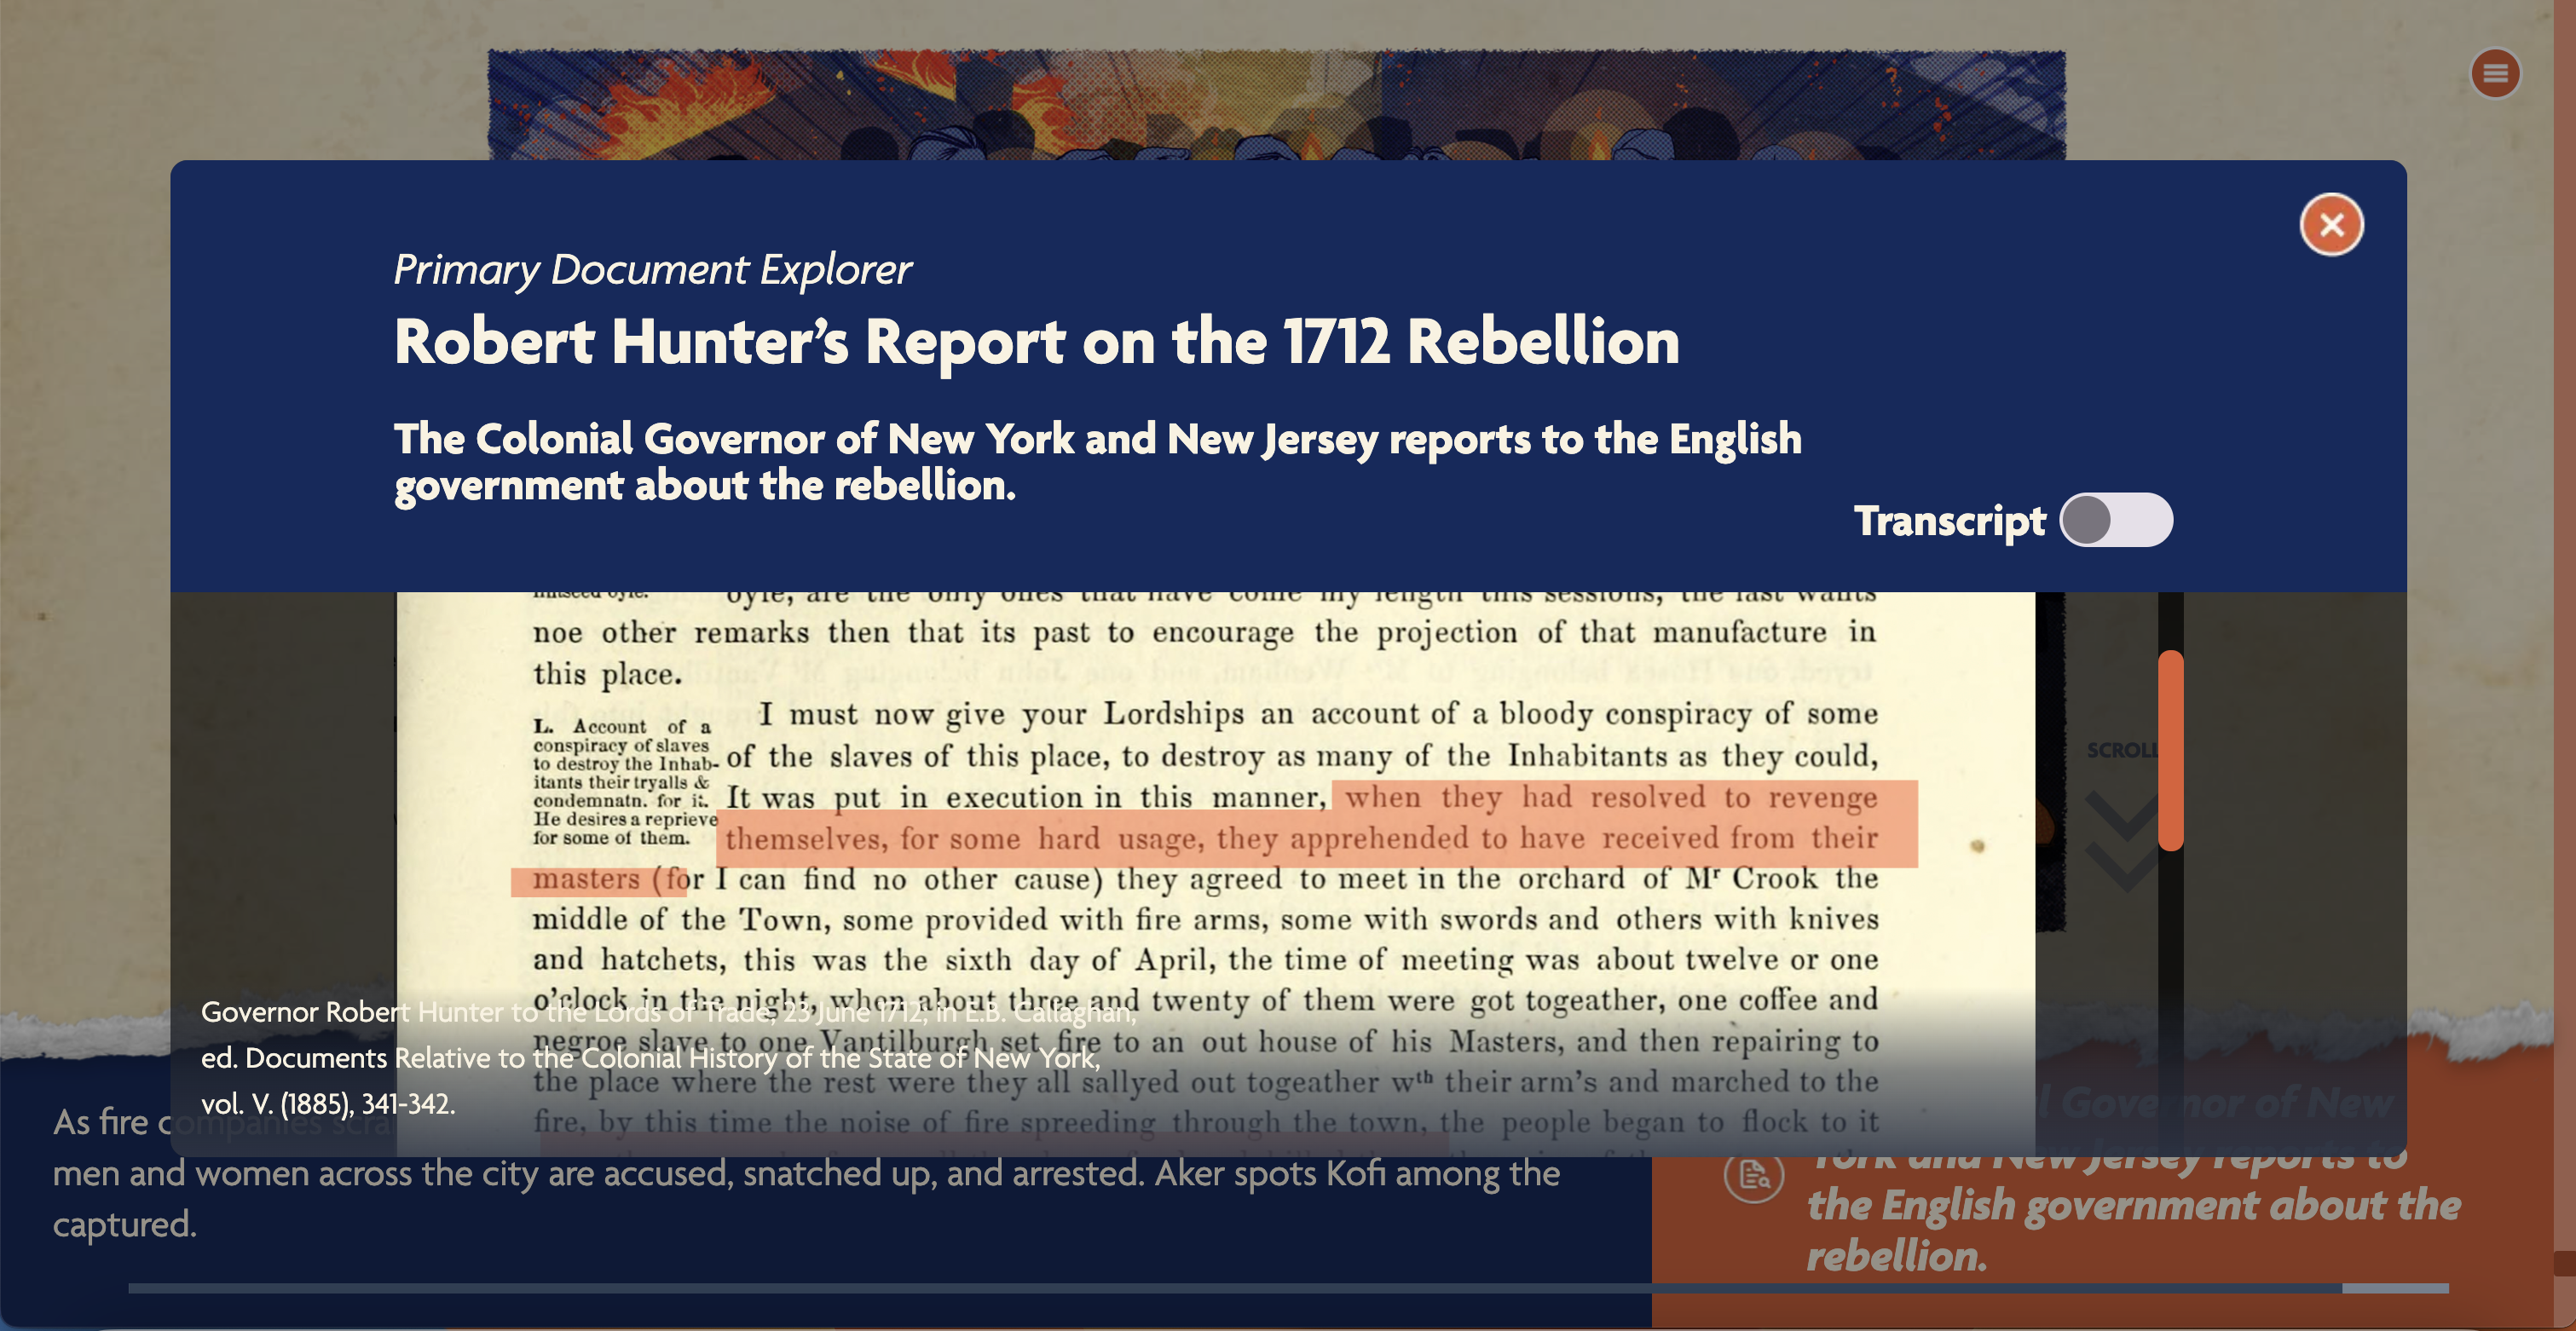 Primary Document Explorer
Robert Hunter's Report on the 1712 Rebellion
The Colonial Governor of New York and New Jersey reports to the English
government about the rebellion.
Transcript
oyle, are the only ones that have come my length this sessions, the last wants
noe other remarks then that its past to encourage the projection of that manufacture in
this place.
L. Account of a
conspiracy of slaves
to destroy the Inhab-
itants their tryalls &
condemnatn. for it.
He desires a reprieve
for some of them.
I must now give your Lordships an account of a bloody conspiracy of some
of the slaves of this place, to destroy as many of the Inhabitants as they could,
It was put in execution in this manner, when they had resolved to revenge
themselves, for some hard usage, they apprehended to have received from their
masters (for I can find no other cause) they agreed to meet in the orchard of Mr Crook the
middle of the Town, some provided with fire arms, some with swords and others with knives
and hatchets, this was the sixth day of April, the time of meeting was about twelve or one
o'clock in the night, when about three and twenty of them were got togeather, one coffee and
negroe slave to one Vantilburgh set fire to an out house of his Masters, and then repairing to
the place where the rest were they all sallyed out togeather wth their arm's and marched to the
fire, by this time the noise of fire spreeding through the town, the people began to flock to it
SCROLL
Governor Robert Hunter to the Lords of Trade, 23 June 1712, in E.B. Callaghan,
ed. Documents Relative to the Colonial History of the State of New York,
vol. V. (1885), 341-342.
As fire companies
men and women across the city are accused, snatched up, and arrested. Aker spots Kofi among the
captured.
Governor of New
York and New Jersey reports to
the English government about the
rebellion.